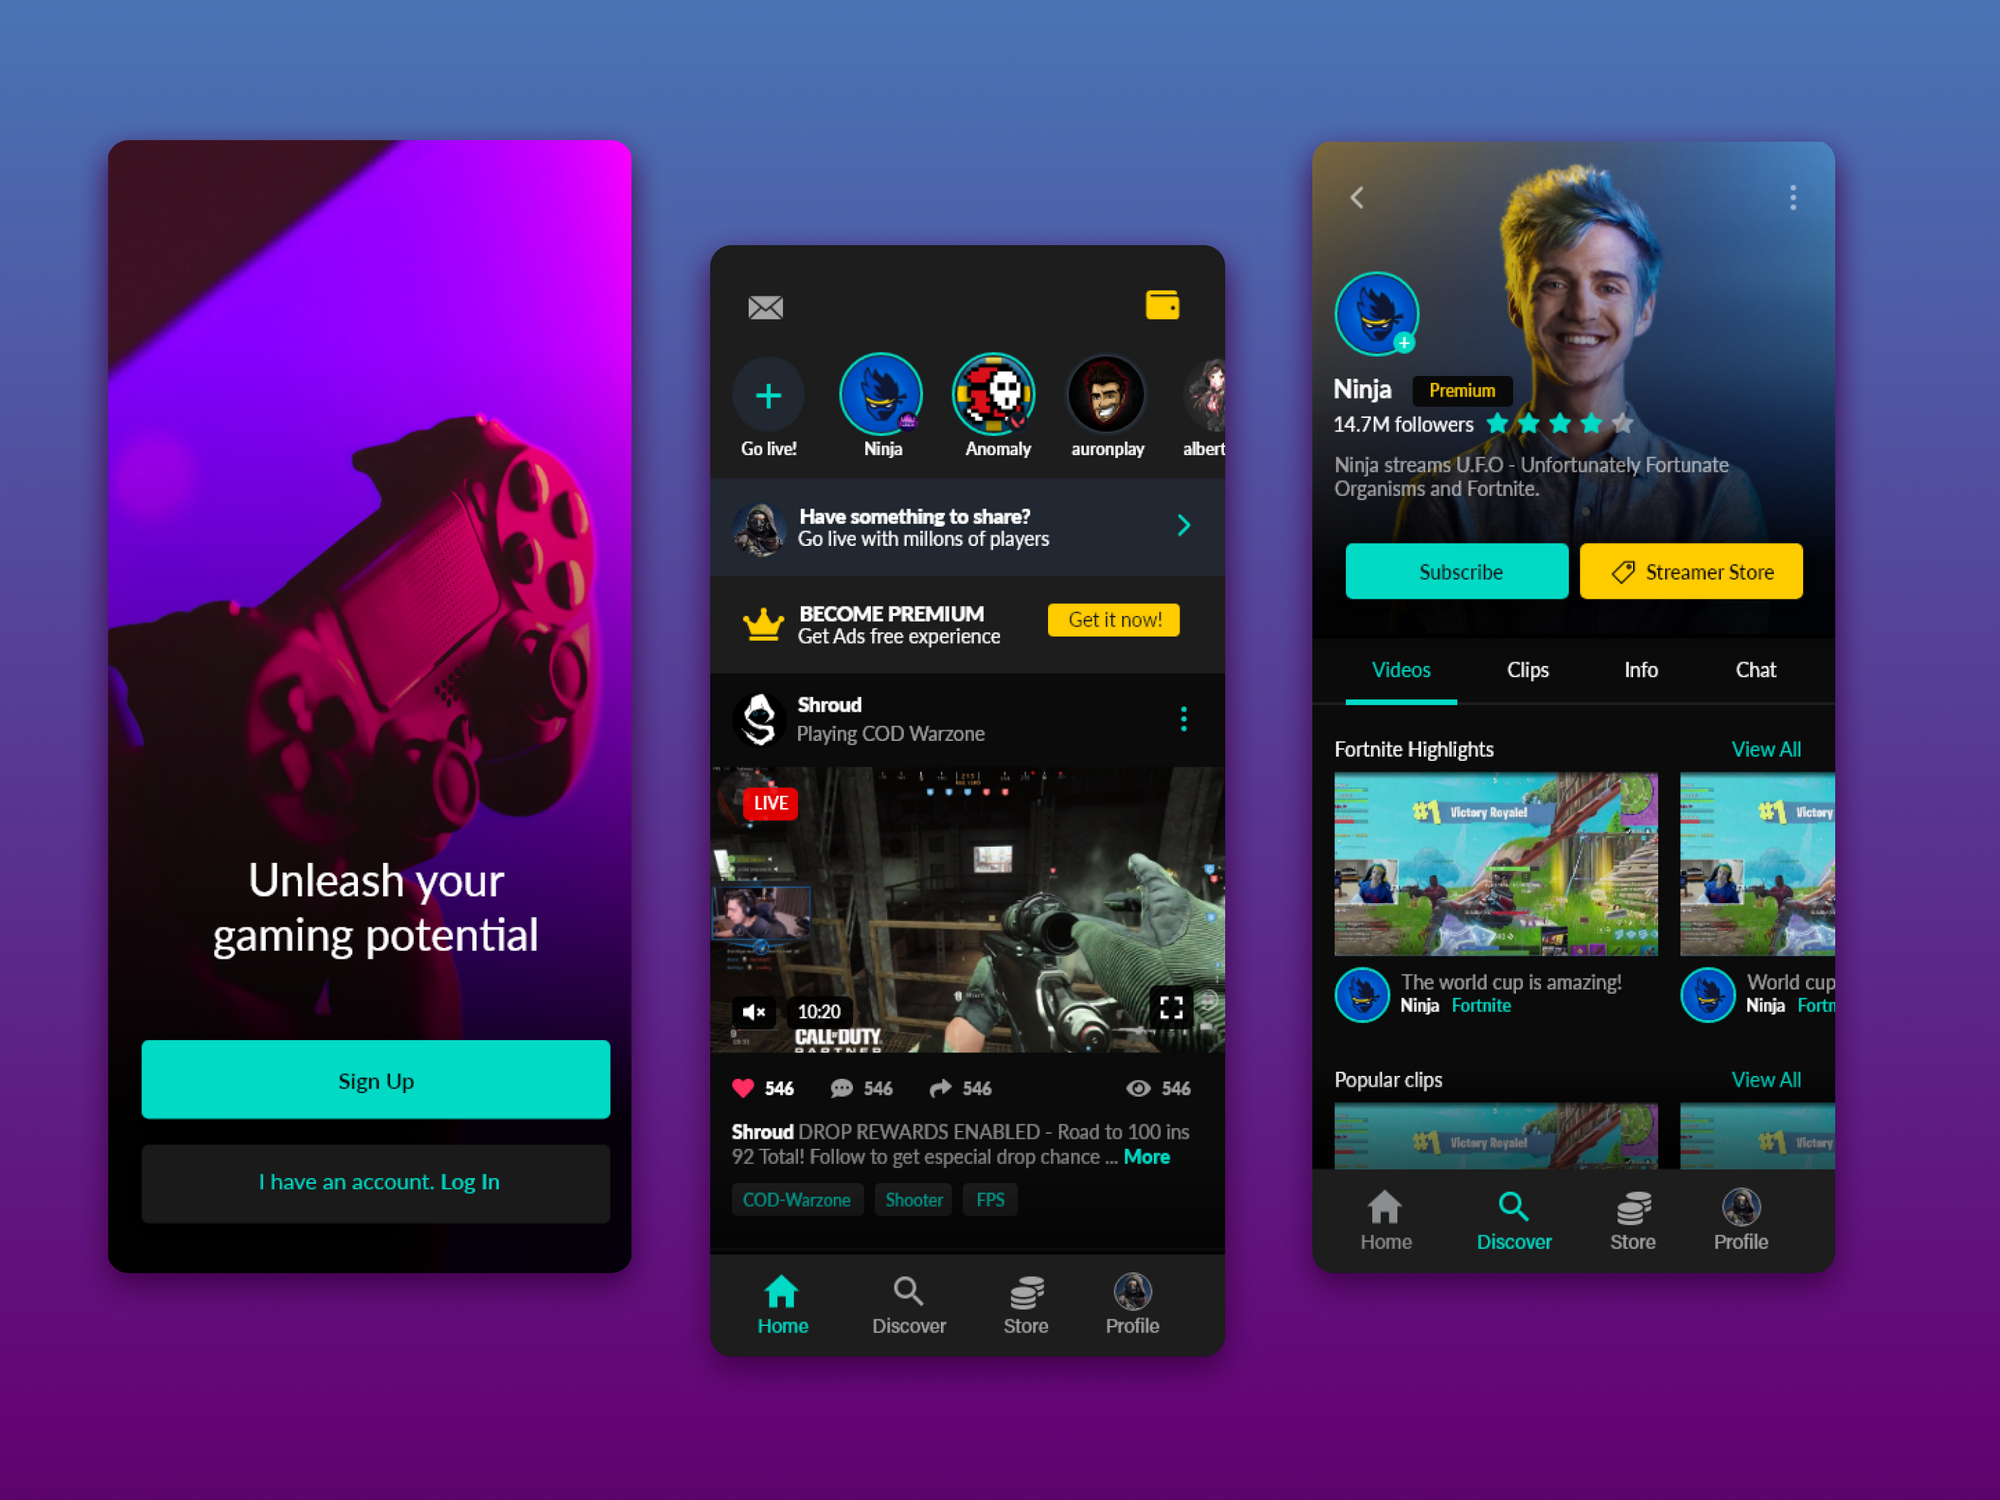 Unleash your
gaming potential
Sign Up
I have an account. Log In
Go live!
Ninja
Anomaly
auronplay
albert
Have something to share?
Go live with millons of players
BECOME PREMIUM
Get Ads free experience
Get it now!
Shroud
Playing COD Warzone
LIVE
215
10:20
CALL OF DUTY
PARTNER
546
546
546
546
Shroud DROP REWARDS ENABLED - Road to 100 ins
92 Total! Follow to get especial drop chance ... More
COD-Warzone
Shooter
FPS
Home
Discover
Store
Profile
Ninja
Premium
14.7M followers
Ninja streams U.F.O - Unfortunately Fortunate
Organisms and Fortnite.
Subscribe
Streamer Store
Videos
Clips
Info
Chat
Fortnite Highlights
View All
#1 Victory Royale!
#1 Victory
The world cup is amazing!
Ninja Fortnite
World cup
Ninja Fortn
Popular clips
View All
#1 Victory Royale!
#1 Victory
Home
Discover
Store
Profile